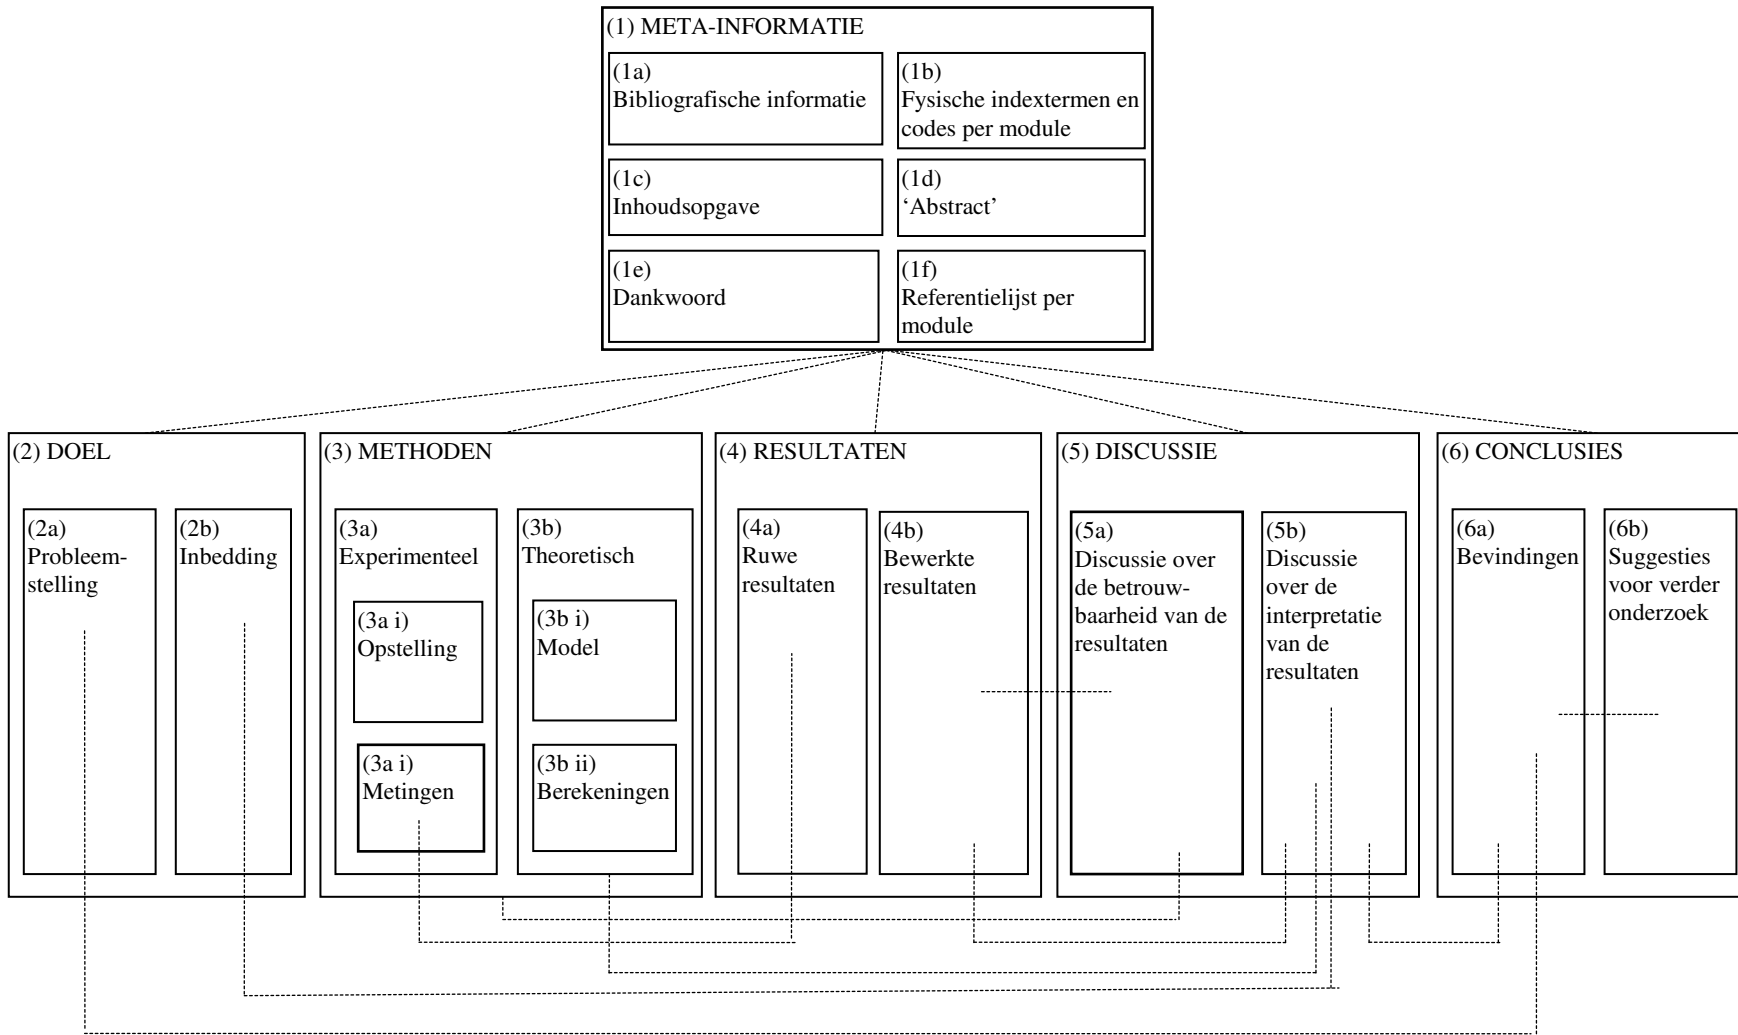 (1) META-INFORMATIE
(1a)
Bibliografische informatie
(1b)
Fysische indextermen en
codes per module
(1c)
Inhoudsopgave
(1d)
‘Abstract’
(1e)
Dankwoord
(1f)
Referentielijst per
module
(2) DOEL
(2a)
Probleem-
stelling
(2b)
Inbedding
(3) METHODEN
(3a)
Experimenteel
(3a i)
Opstelling
(3a i)
Metingen
(3b)
Theoretisch
(3b i)
Model
(3b ii)
Berekeningen
(4) RESULTATEN
(4a)
Ruwe
resultaten
(4b)
Bewerkte
resultaten
(5) DISCUSSIE
(5a)
Discussie over
de betrouw-
baarheid van de
resultaten
(5b)
Discussie
over de
interpretatie
van de
resultaten
(6) CONCLUSIES
(6a)
Bevindingen
(6b)
Suggesties
voor verder
onderzoek